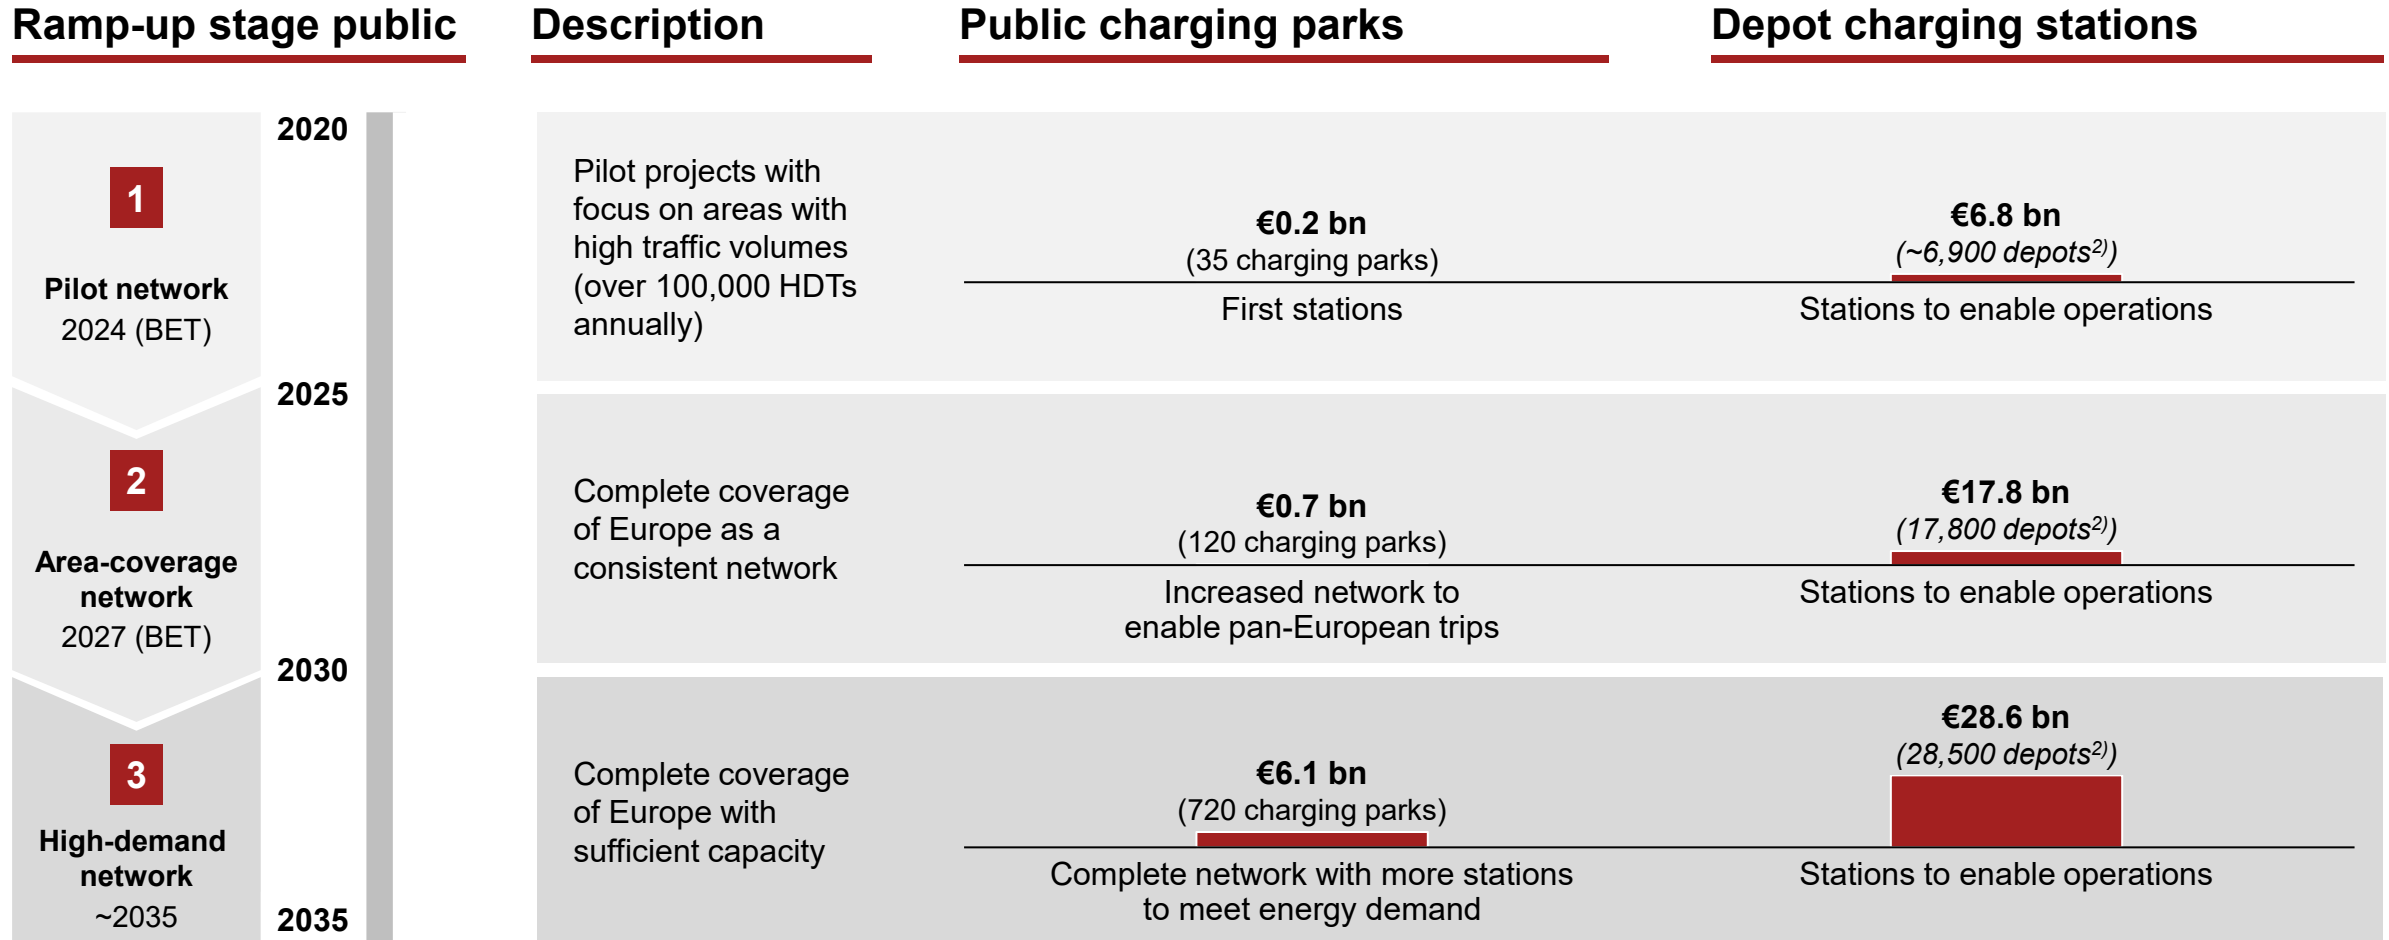 Ramp-up stage public
Description
Public charging parks
Depot charging stations
2020
1
Pilot network
2024 (BET)
Pilot projects with
focus on areas with
high traffic volumes
(over 100,000 HDTs
annually)
€0.2 bn
(35 charging parks)
First stations
€6.8 bn
(~6,900 depots2))
Stations to enable operations
2025
2
Area-coverage
network
2027 (BET)
Complete coverage
of Europe as a
consistent network
€0.7 bn
(120 charging parks)
Increased network to
enable pan-European trips
€17.8 bn
(17,800 depots2))
Stations to enable operations
2030
3
High-demand
network
~2035
Complete coverage
of Europe with
sufficient capacity
€6.1 bn
(720 charging parks)
Complete network with more stations
to meet energy demand
€28.6 bn
(28,500 depots2))
Stations to enable operations
2035